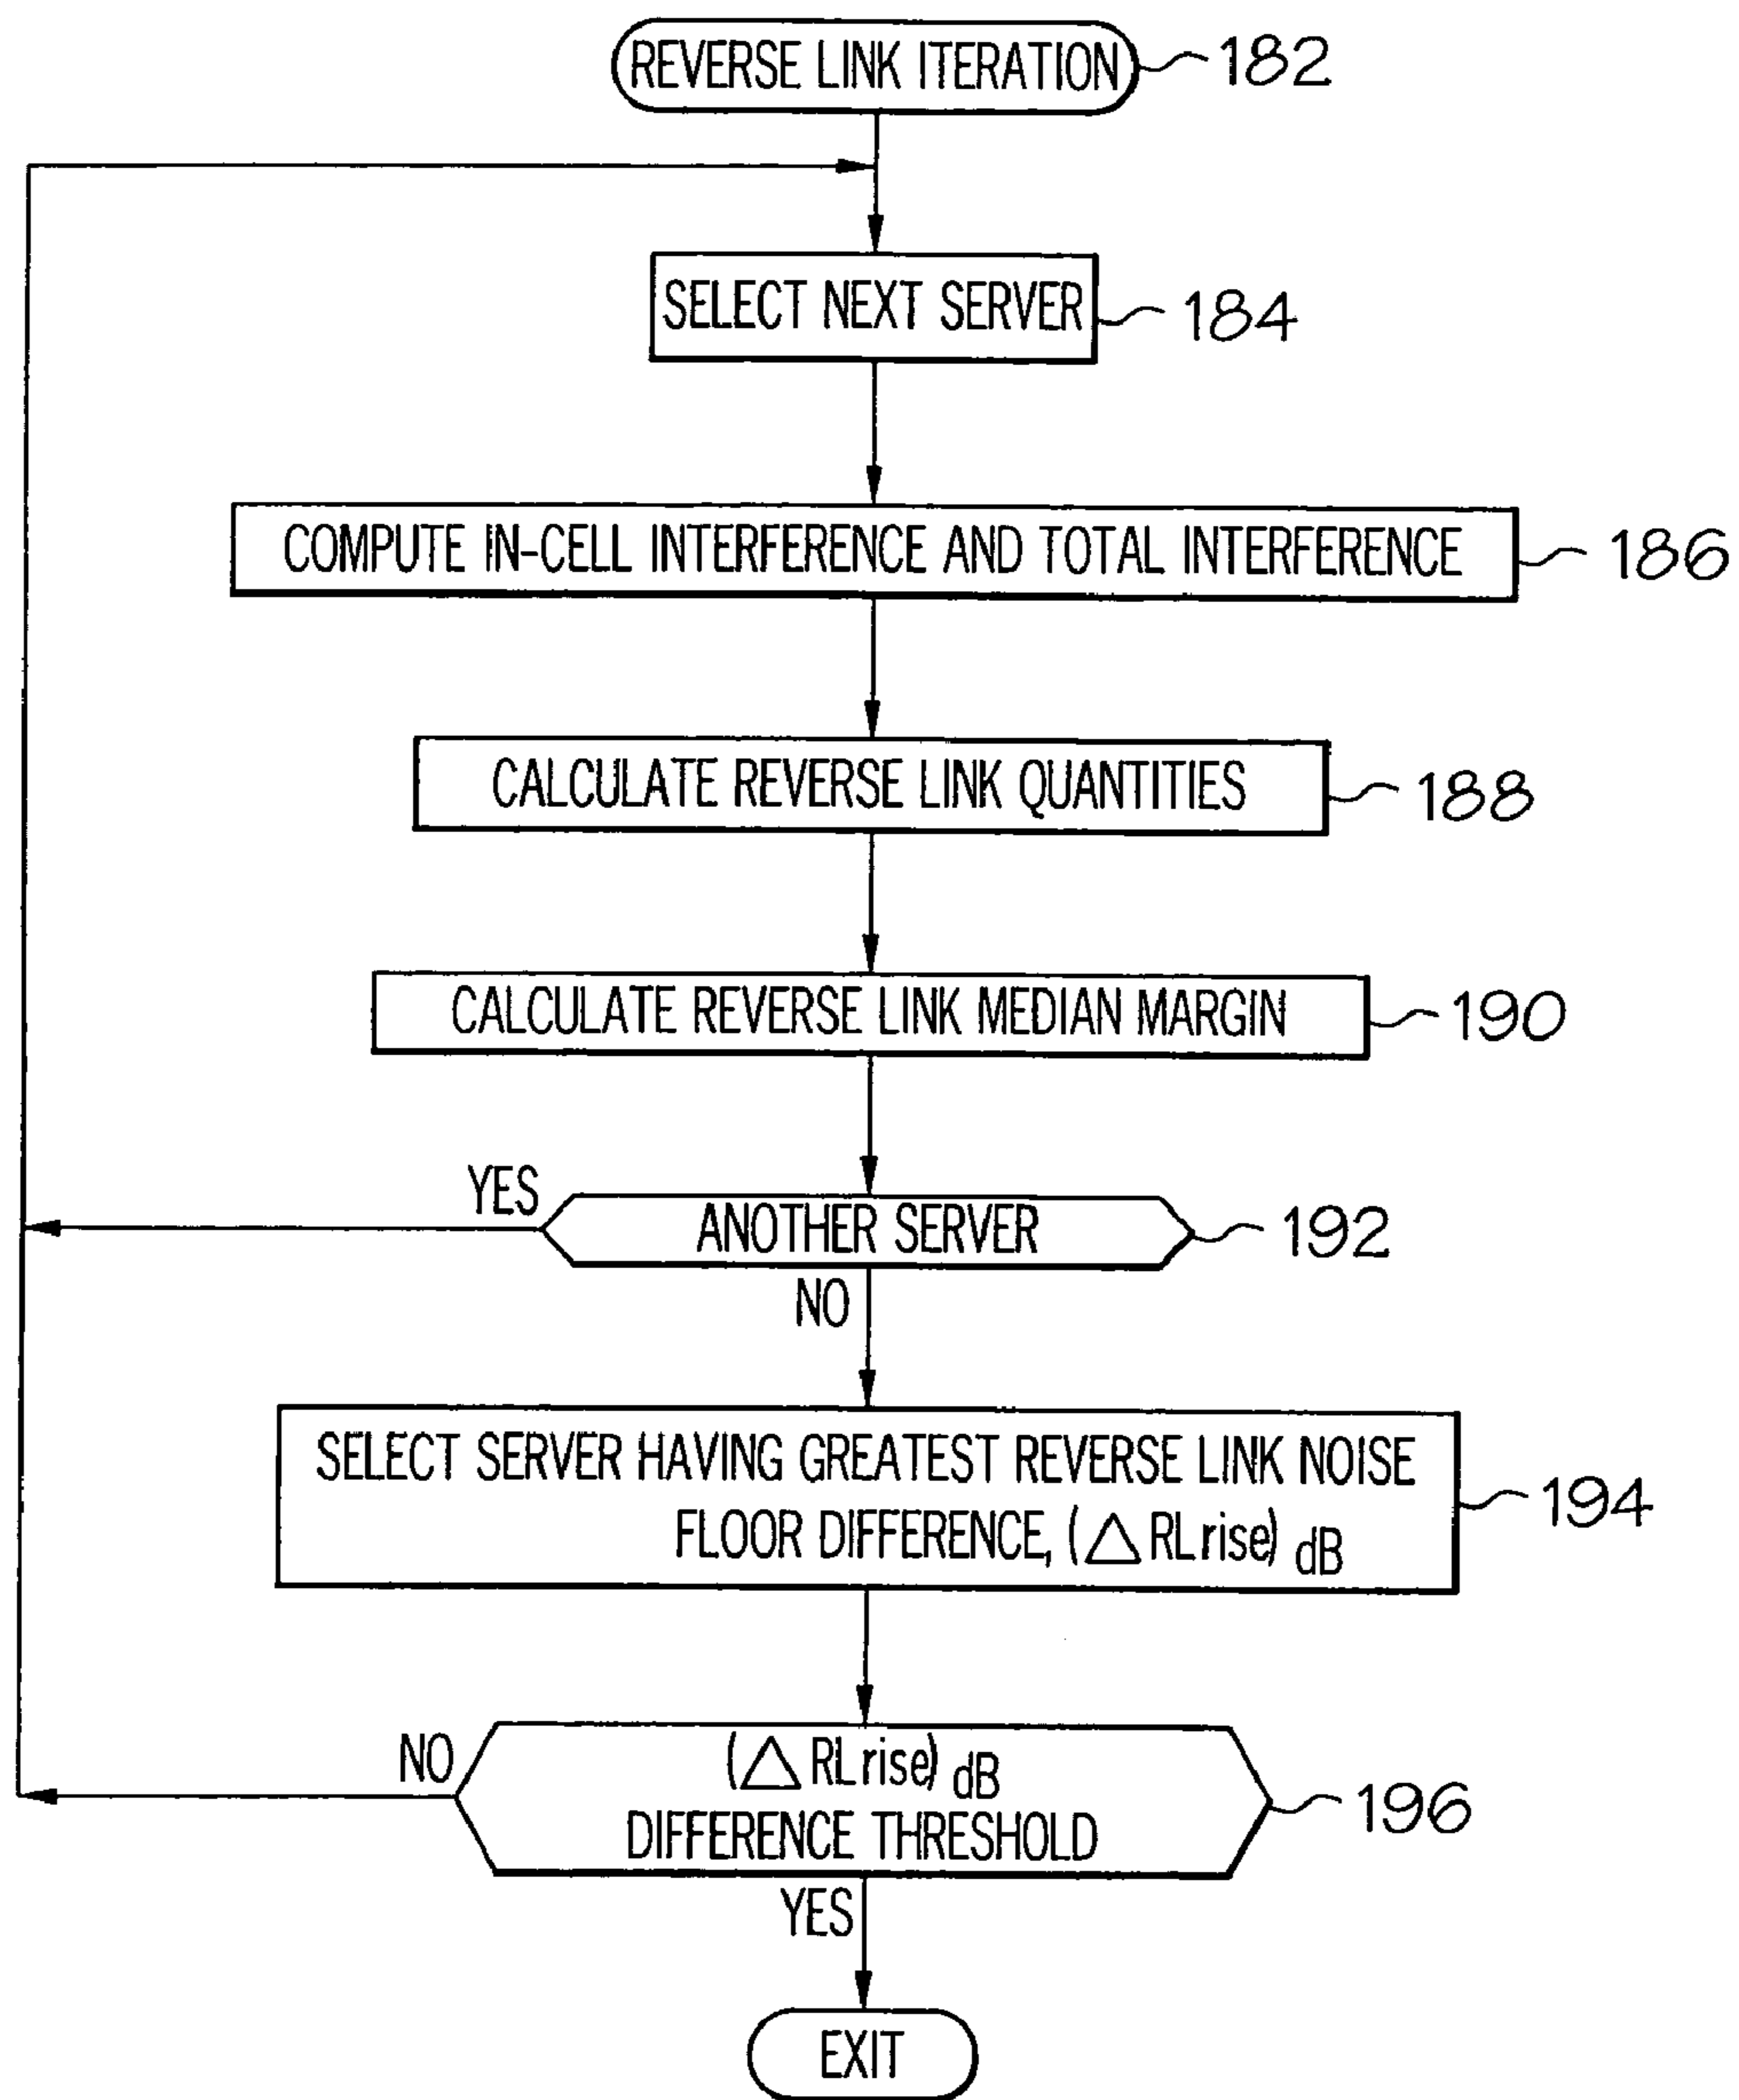 REVERSE LINK ITERATION
182
SELECT NEXT SERVER
184
COMPUTE IN-CELL INTERFERENCE AND TOTAL INTERFERENCE
186
CALCULATE REVERSE LINK QUANTITIES
188
CALCULATE REVERSE LINK MEDIAN MARGIN
190
YES
ANOTHER SERVER
192
NO
SELECT SERVER HAVING GREATEST REVERSE LINK NOISE
FLOOR DIFFERENCE, (△ RLrise) dB
194
NO
(△ RLrise) dB
DIFFERENCE THRESHOLD
196
YES
EXIT